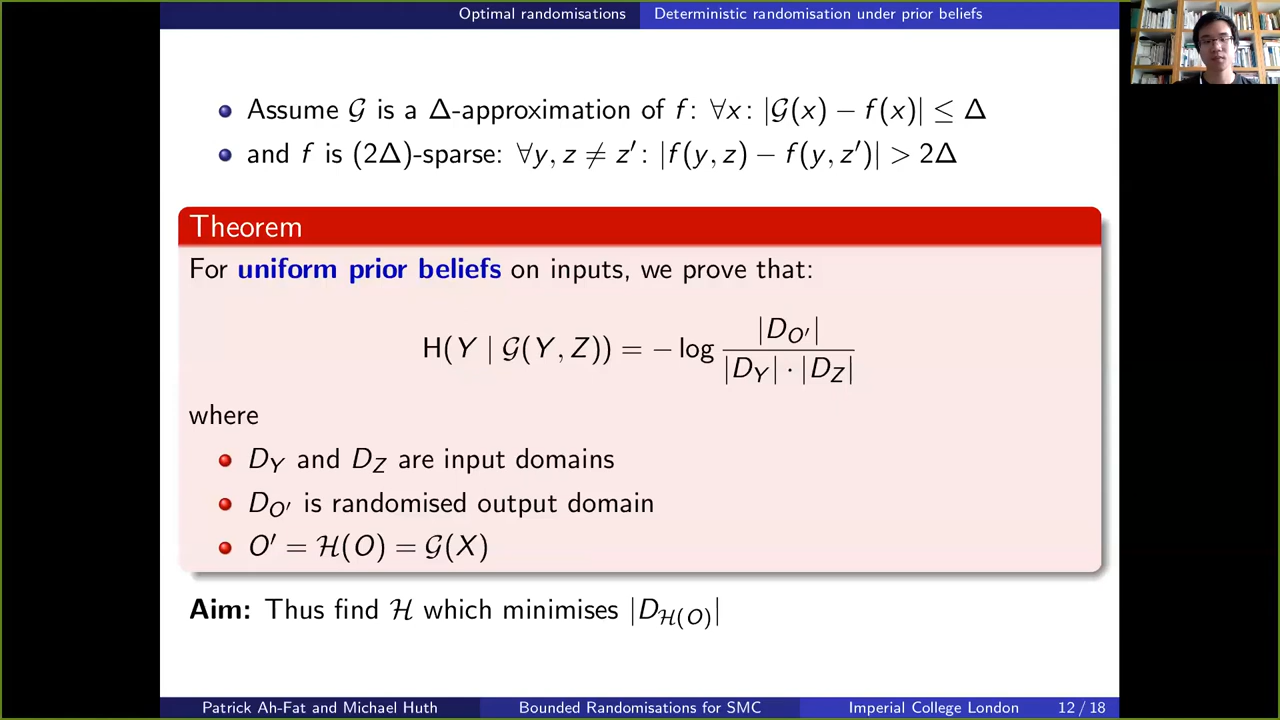 Optimal randomisations Deterministic randomisation under prior beliefs
Assume 𝒢 is a Δ-approximation of f: ∀x: |𝒢(x) − f(x)| ≤ Δ
and f is (2Δ)-sparse: ∀y, z ≠ z′: |f(y, z) − f(y, z′)| > 2Δ
Theorem
For uniform prior beliefs on inputs, we prove that:
H(Y | 𝒢(Y, Z)) = − log |D_O′| / (|D_Y| · |D_Z|)
where
D_Y and D_Z are input domains
D_O′ is randomised output domain
O′ = ℋ(O) = 𝒢(X)
Aim: Thus find ℋ which minimises |D_ℋ(O)|
Patrick Ah-Fat and Michael Huth Bounded Randomisations for SMC Imperial College London 12 / 18